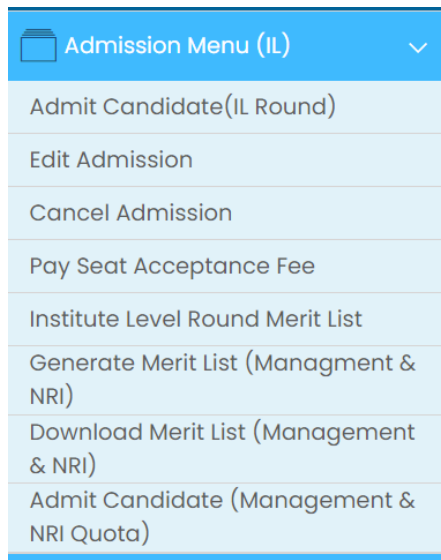 Admission Menu (IL)
Admit Candidate(IL Round)
Edit Admission
Cancel Admission
Pay Seat Acceptance Fee
Institute Level Round Merit List
Generate Merit List (Managment &
NRI)
Download Merit List (Management
& NRI)
Admit Candidate (Management &
NRI Quota)